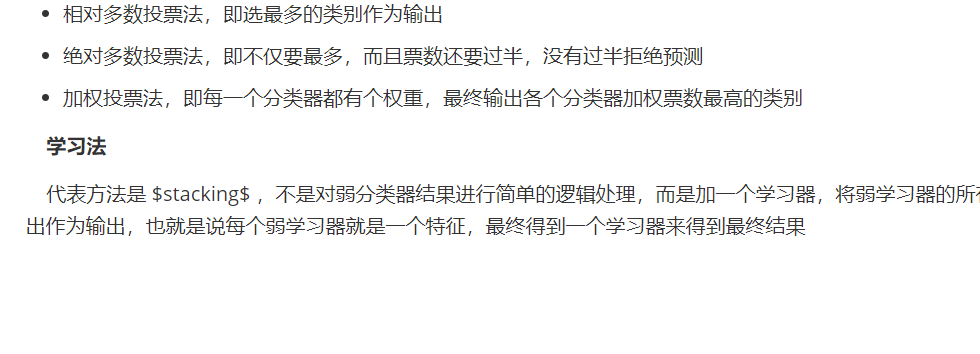 相对多数投票法，即选最多的类别作为输出
绝对多数投票法，即不仅要最多，而且票数还要过半，没有过半拒绝预测
加权投票法，即每一个分类器都有个权重，最终输出各个分类器加权票数最高的类别
学习法
代表方法是 $stacking$ ，不是对弱分类器结果进行简单的逻辑处理，而是加一个学习器，将弱学习器的所
出作为输出，也就是说每个弱学习器就是一个特征，最终得到一个学习器来得到最终结果